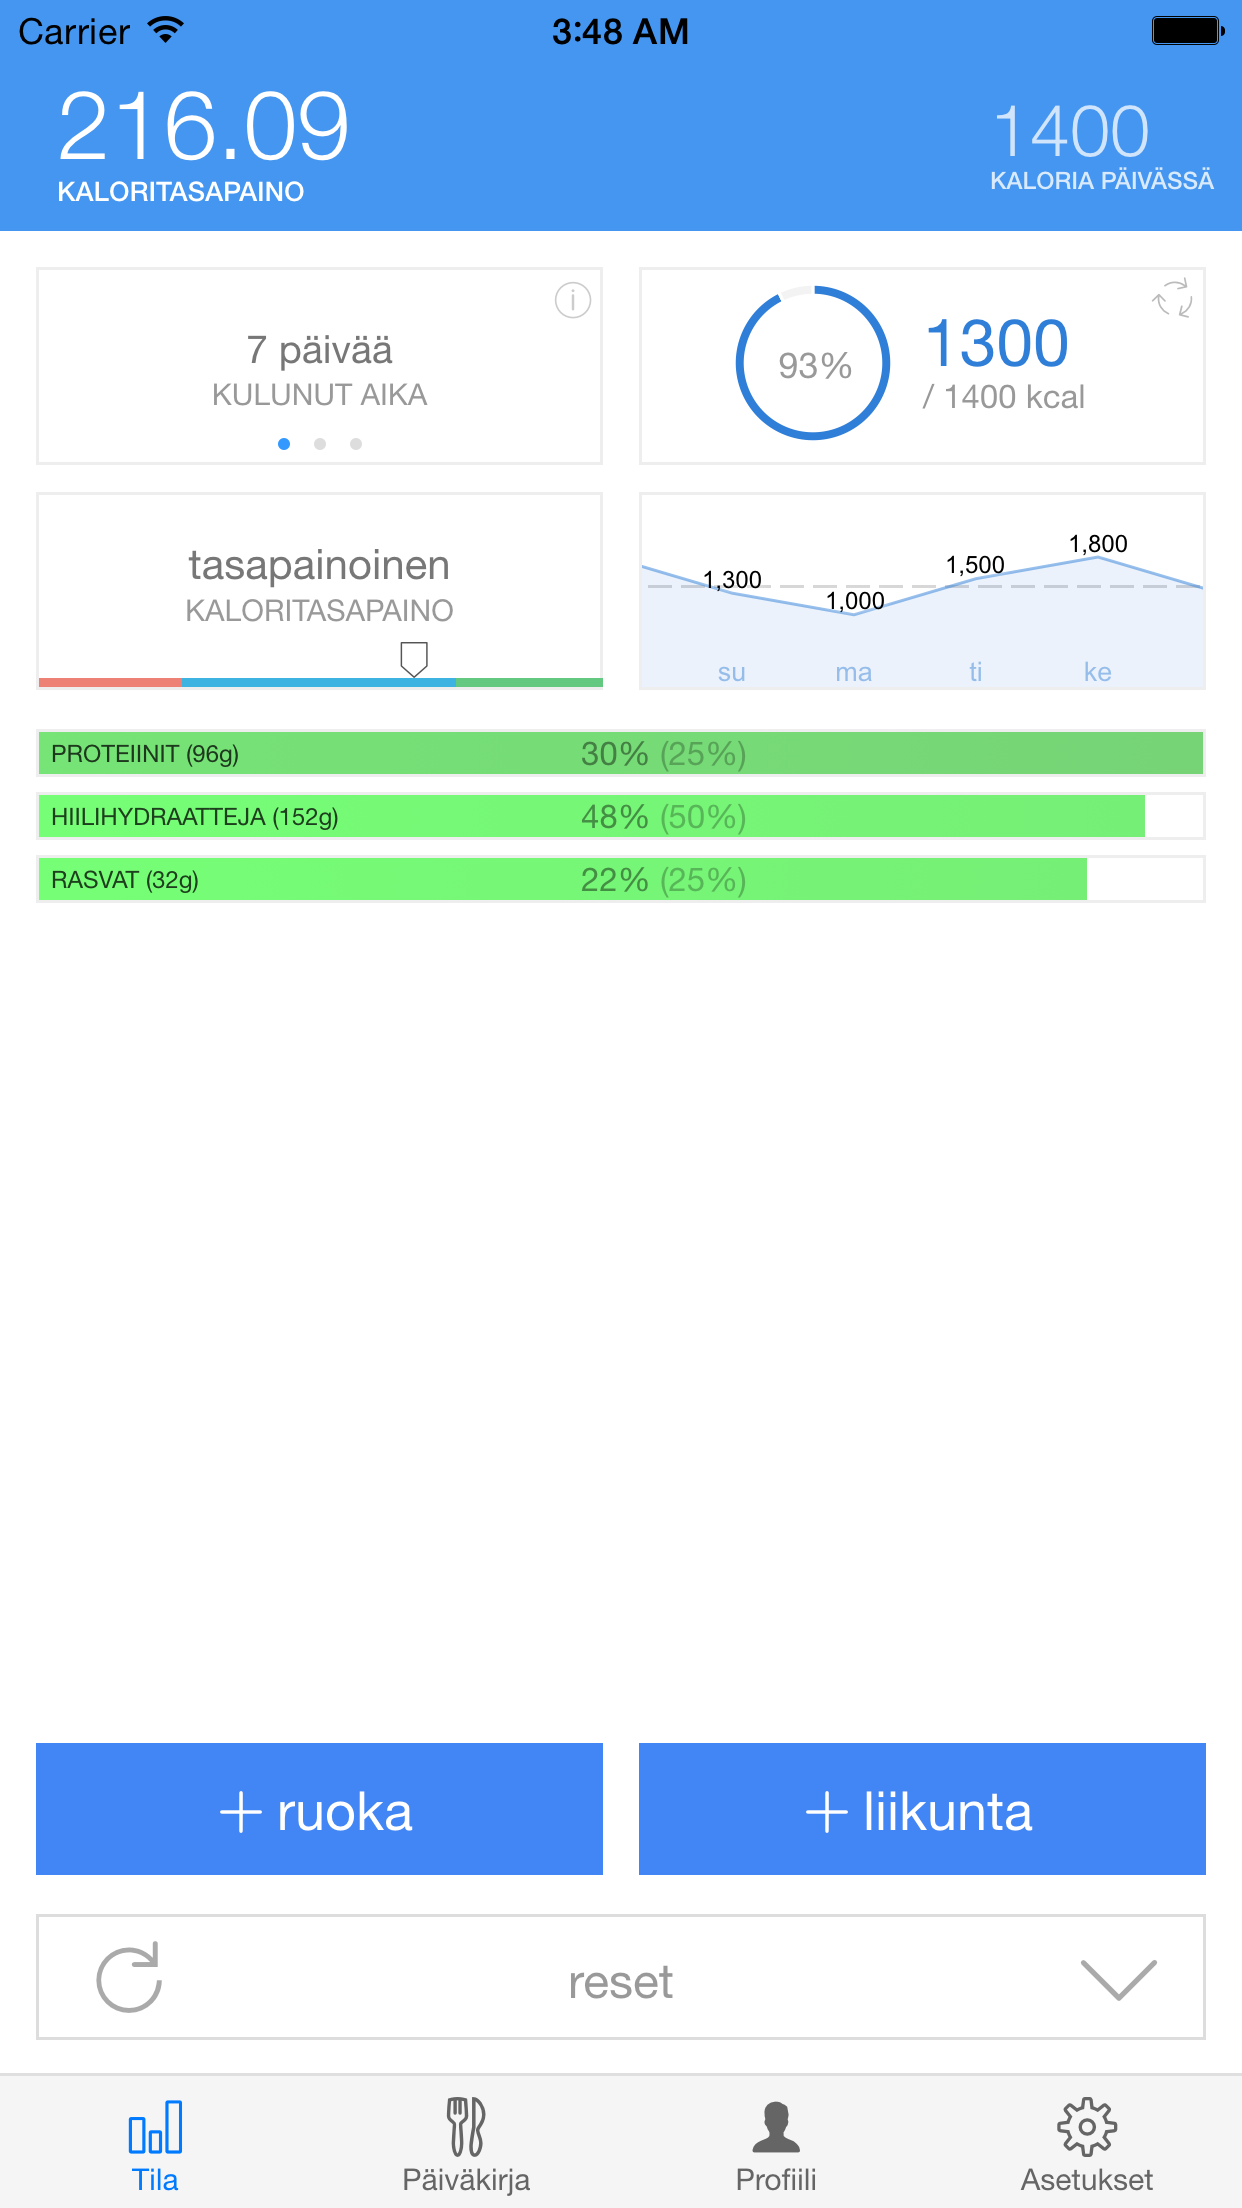 Carrier 3:48 AM
216.09
KALORITASAPAINO
1400
KALORIA PÄIVÄSSÄ
7 päivää
KULUNUT AIKA
93%
1300
/ 1400 kcal
tasapainoinen
KALORITASAPAINO
1,300 1,000 1,500 1,800
su ma ti ke
PROTEIINIT (96g) 30% (25%)
HIILIHYDRAATTEJA (152g) 48% (50%)
RASVAT (32g) 22% (25%)
+ ruoka
+ liikunta
reset
Tila Päiväkirja Profiili Asetukset